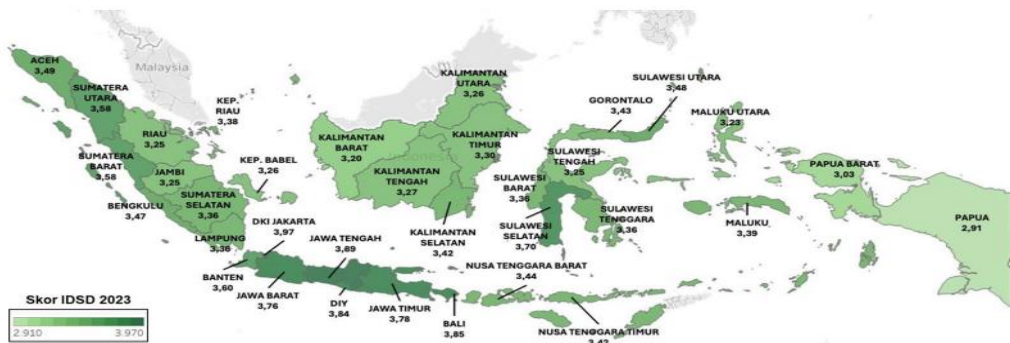 Malaysia
ACEH
3,49
SUMATERA
UTARA
3,58
KEP.
RIAU
3,38
RIAU
3,25
SUMATERA
BARAT
3,58
JAMBI
3,25
KEP. BABEL
3,26
SUMATERA
SELATAN
3,36
BENGKULU
3,47
LAMPUNG
3,36
DKI JAKARTA
3,97
BANTEN
3,60
JAWA BARAT
3,76
JAWA TENGAH
3,89
DIY
3,84
JAWA TIMUR
3,78
BALI
3,85
KALIMANTAN
UTARA
3,26
KALIMANTAN
BARAT
3,20
KALIMANTAN
TIMUR
3,30
KALIMANTAN
TENGAH
3,27
KALIMANTAN
SELATAN
3,42
SULAWESI UTARA
3,48
GORONTALO
3,43
SULAWESI
TENGAH
3,25
SULAWESI
BARAT
3,36
SULAWESI
SELATAN
3,70
SULAWESI
TENGGARA
3,36
NUSA TENGGARA BARAT
3,44
NUSA TENGGARA TIMUR
MALUKU UTARA
3,23
MALUKU
3,39
PAPUA BARAT
3,03
PAPUA
2,91
Skor IDSD 2023
2.910 3.970